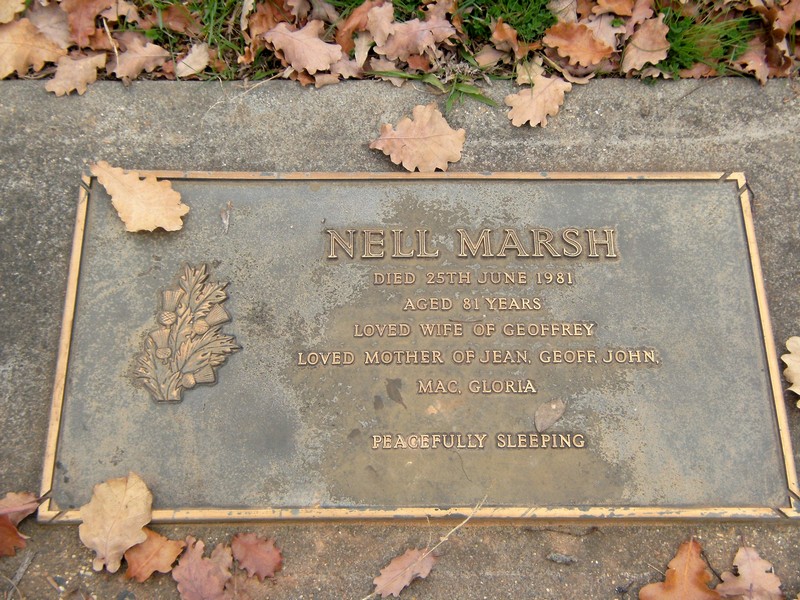 NELL MARSH
DIED 25TH JUNE 1981
AGED 81 YEARS
LOVED WIFE OF GEOFFREY
LOVED MOTHER OF JEAN, GEOFF, JOHN,
MAC, GLORIA
PEACEFULLY SLEEPING